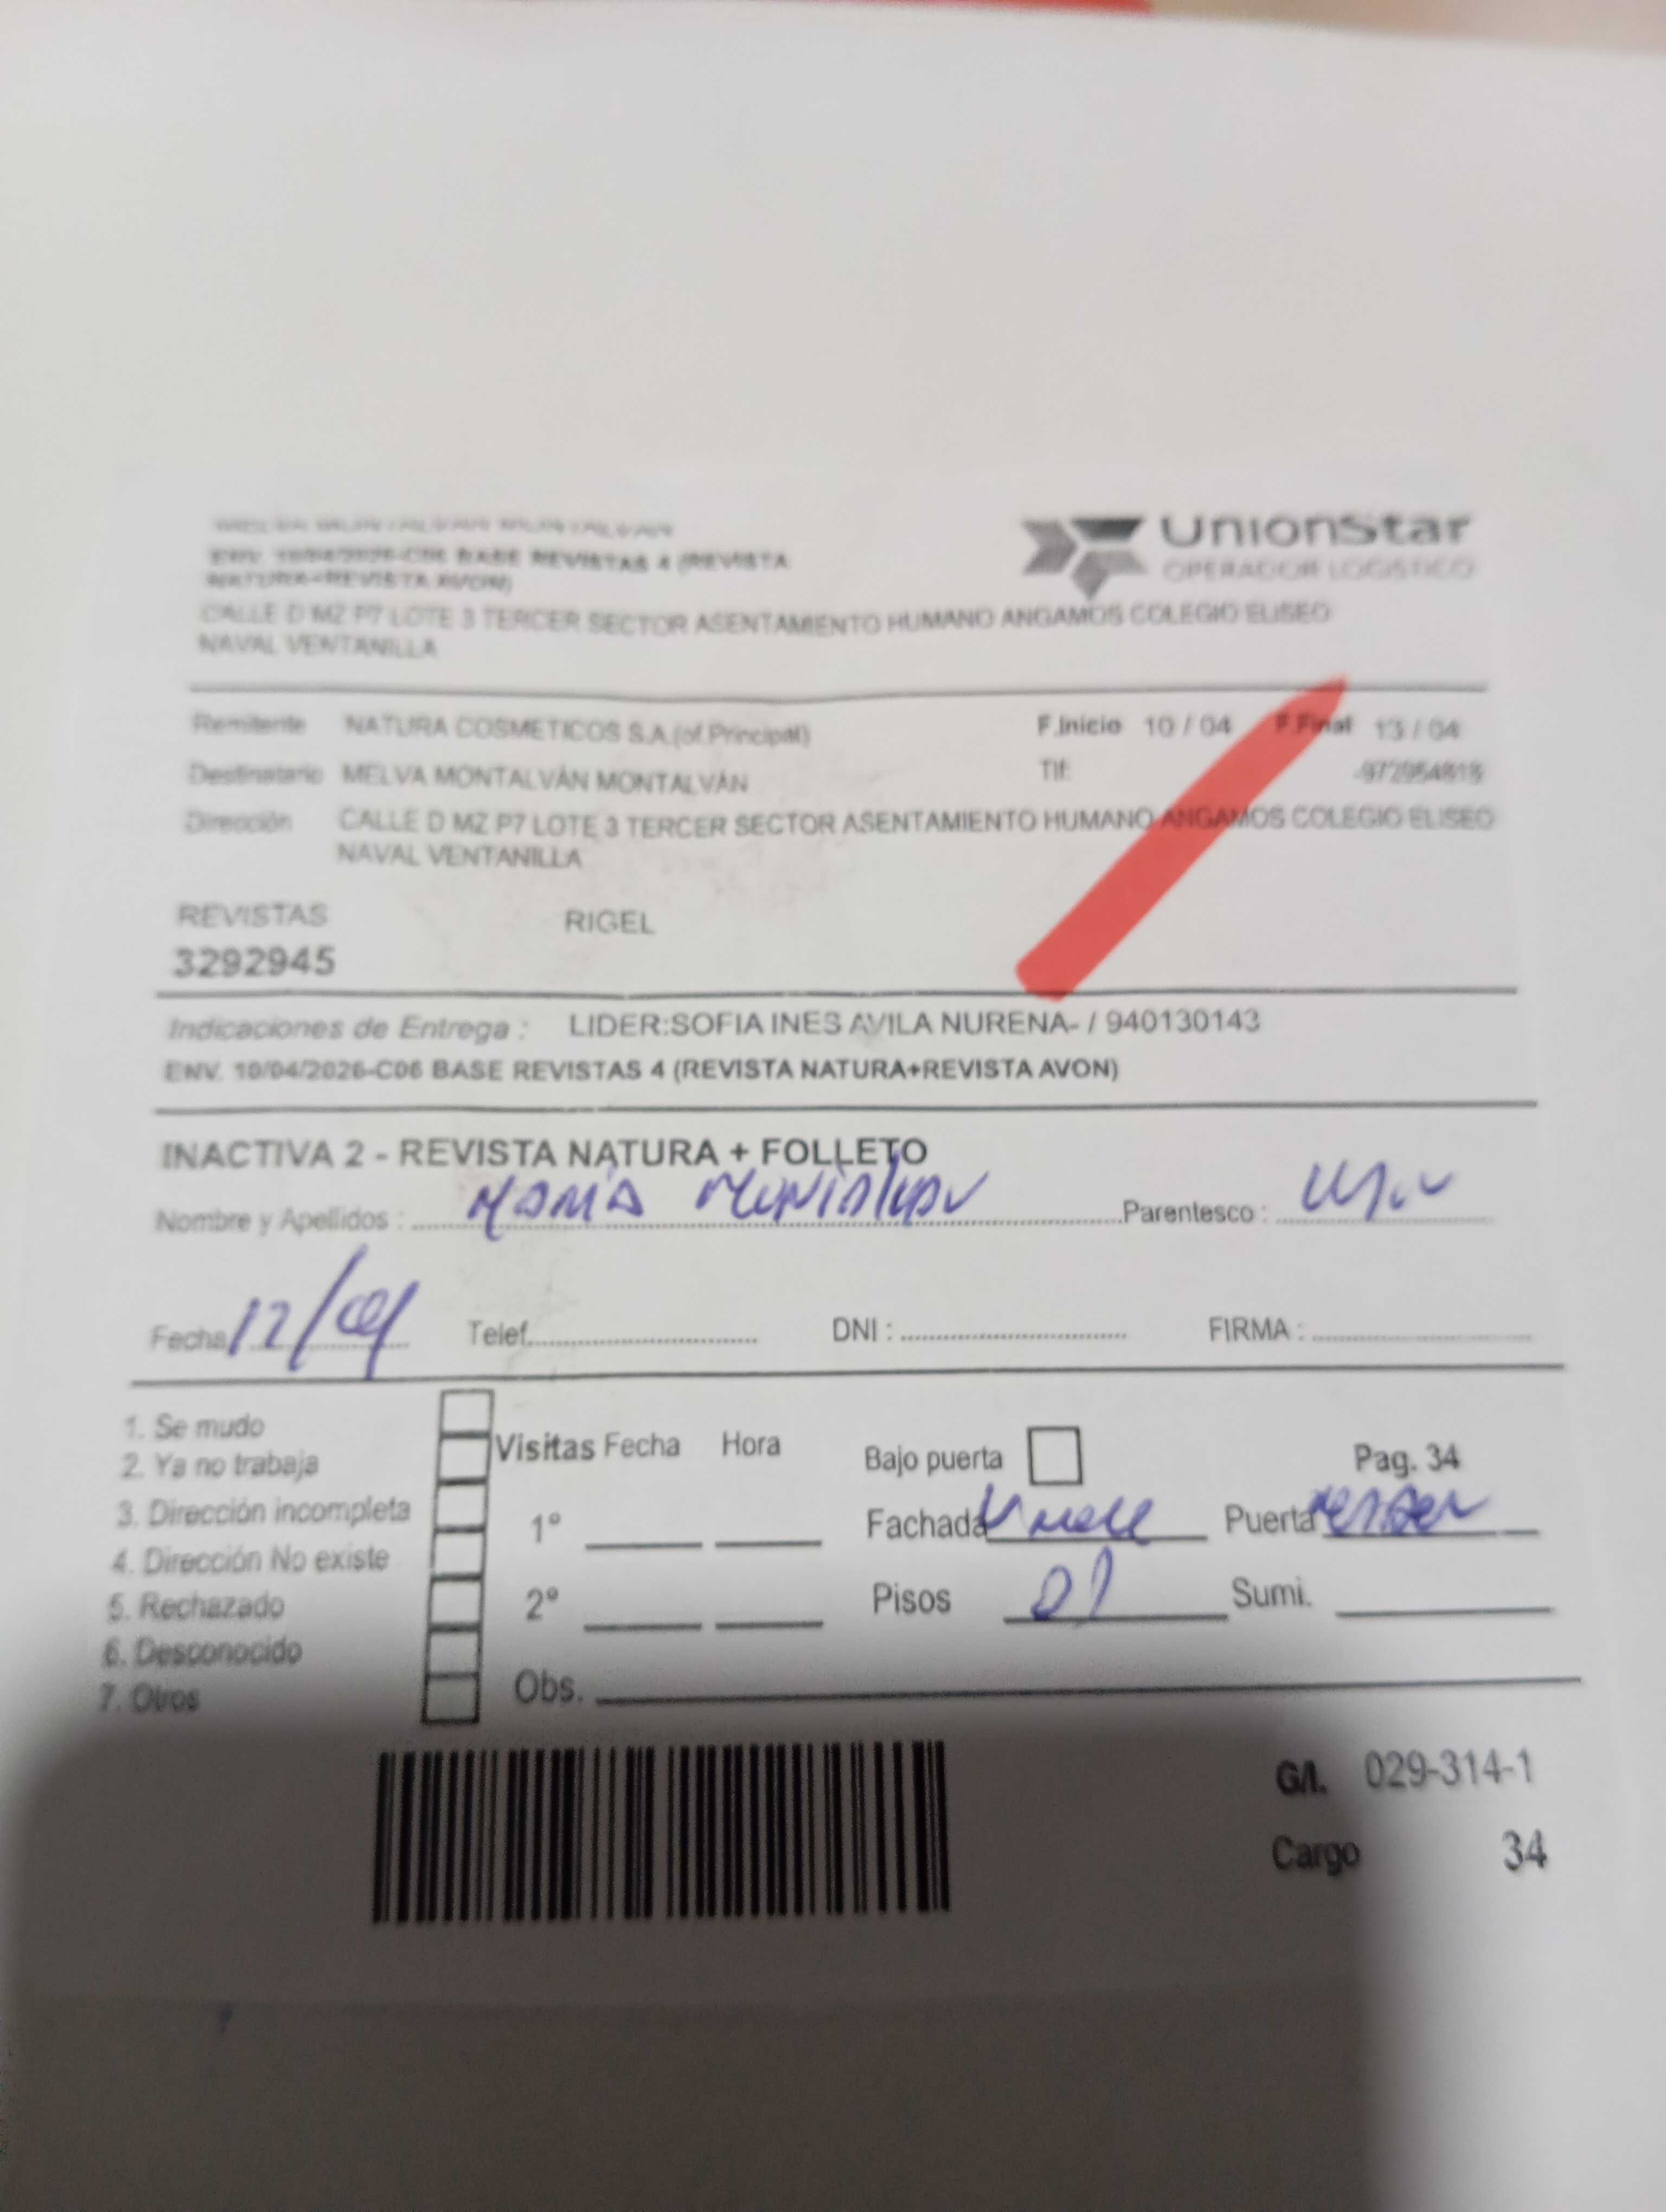 MELVA MONTALVAN MONTALVAN
ENV. 10/04/2026-C06 BASE REVISTAS 4 (REVISTA
NATURA+REVISTA AVON)
CALLE D MZ P7 LOTE 3 TERCER SECTOR ASENTAMIENTO HUMANO ANGAMOS COLEGIO ELISEO
NAVAL VENTANILLA
UnionStar
OPERADOR LOGISTICO
Remitente NATURA COSMETICOS S.A.(of.Principal) F.Inicio 10 / 04 F.Final 13 / 04
Destinatario MELVA MONTALVÁN MONTALVÁN Tlf:
Dirección CALLE D MZ P7 LOTE 3 TERCER SECTOR ASENTAMIENTO HUMANO ANGAMOS COLEGIO ELISEO
NAVAL VENTANILLA
REVISTAS RIGEL
3292945
Indicaciones de Entrega : LIDER:SOFIA INES AVILA NURENA- / 940130143
ENV. 10/04/2026-C06 BASE REVISTAS 4 (REVISTA NATURA+REVISTA AVON)
INACTIVA 2 - REVISTA NATURA + FOLLETO
Nombre y Apellidos : María Montalván Parentesco :
Fecha 12/04 Telef. DNI : FIRMA :
1. Se mudo
2. Ya no trabaja
3. Dirección incompleta
4. Dirección No existe
5. Rechazado
6. Desconocido
7. Otros
Visitas Fecha Hora
1°
2°
Obs.
Bajo puerta Pag. 34
Fachada Puerta
Pisos 01 Sumi.
G/I. 029-314-1
Cargo 34